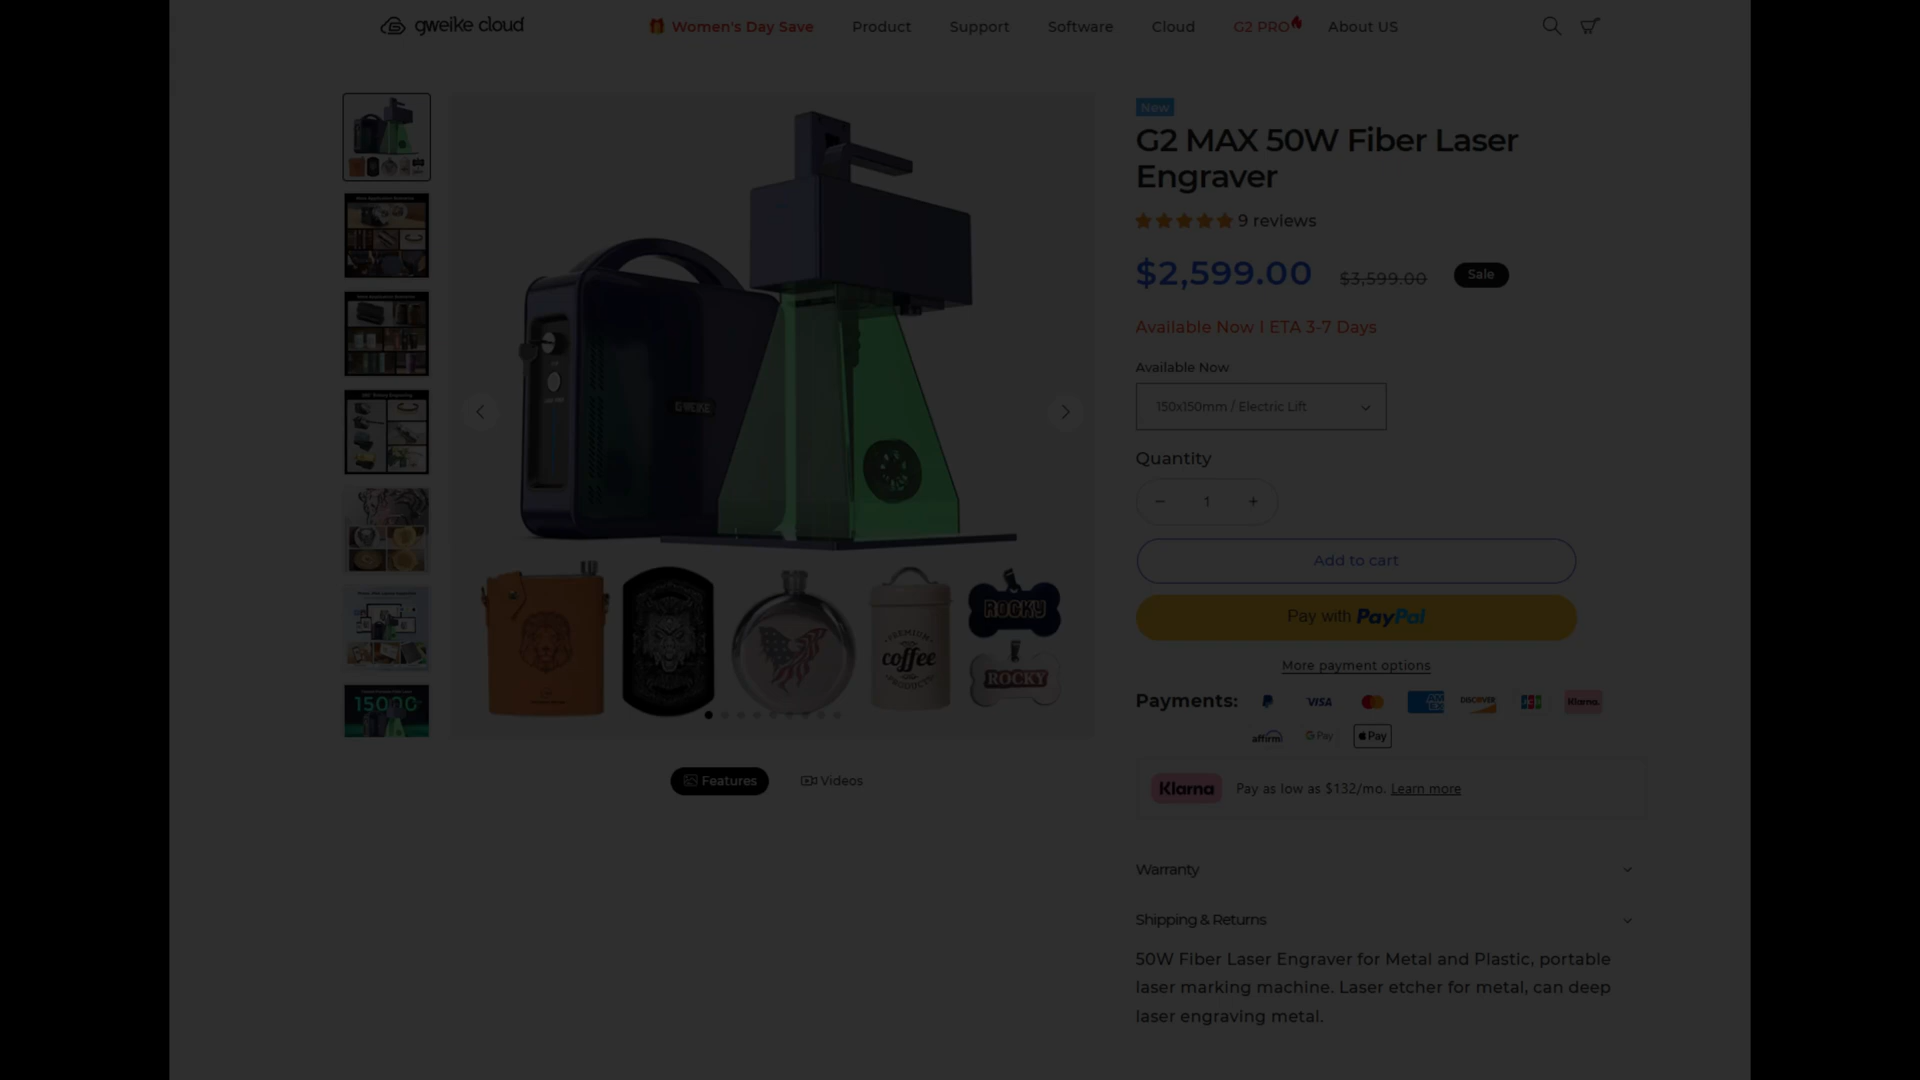 gweike cloud
Women's Day Save
Product
Support
Software
Cloud
G2 PRO
About US
New
G2 MAX 50W Fiber Laser
Engraver
9 reviews
$2,599.00 $3,599.00 Sale
Available Now I ETA 3-7 Days
Available Now
150x150mm / Electric Lift
Quantity
− 1 +
Add to cart
Pay with PayPal
More payment options
Payments: VISA AM EX DISCOVER JCB Klarna.
affirm G Pay Pay
Klarna Pay as low as $132/mo. Learn more
Warranty
Shipping & Returns
50W Fiber Laser Engraver for Metal and Plastic, portable
laser marking machine. Laser etcher for metal, can deep
laser engraving metal.
GWEIKE
PREMIUM
coffee
PRODUCTS
ROCKY
ROCKY
15000
Features
Videos